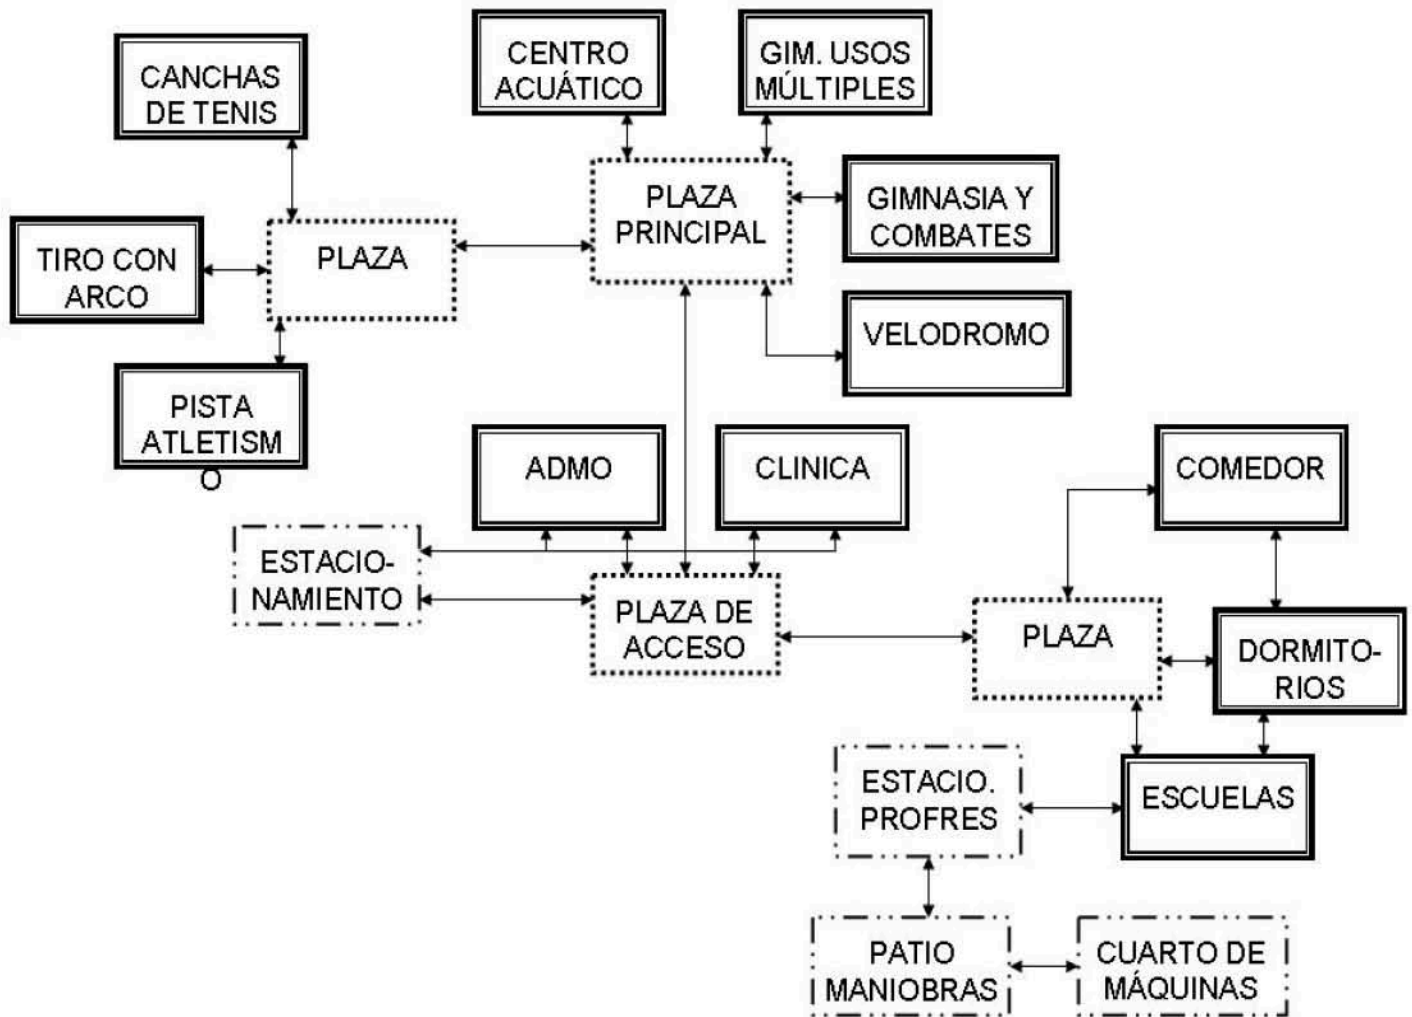 CENTRO
ACUÁTICO
GIM. USOS
MÚLTIPLES
CANCHAS
DE TENIS
PLAZA
PRINCIPAL
GIMNASIA Y
COMBATES
TIRO CON
ARCO
PLAZA
VELODROMO
PISTA
ATLETISM
O
ADMO
CLINICA
COMEDOR
ESTACIO-
NAMIENTO
PLAZA DE
ACCESO
PLAZA
DORMITO-
RIOS
ESTACIO.
PROFRES
ESCUELAS
PATIO
MANIOBRAS
CUARTO DE
MÁQUINAS